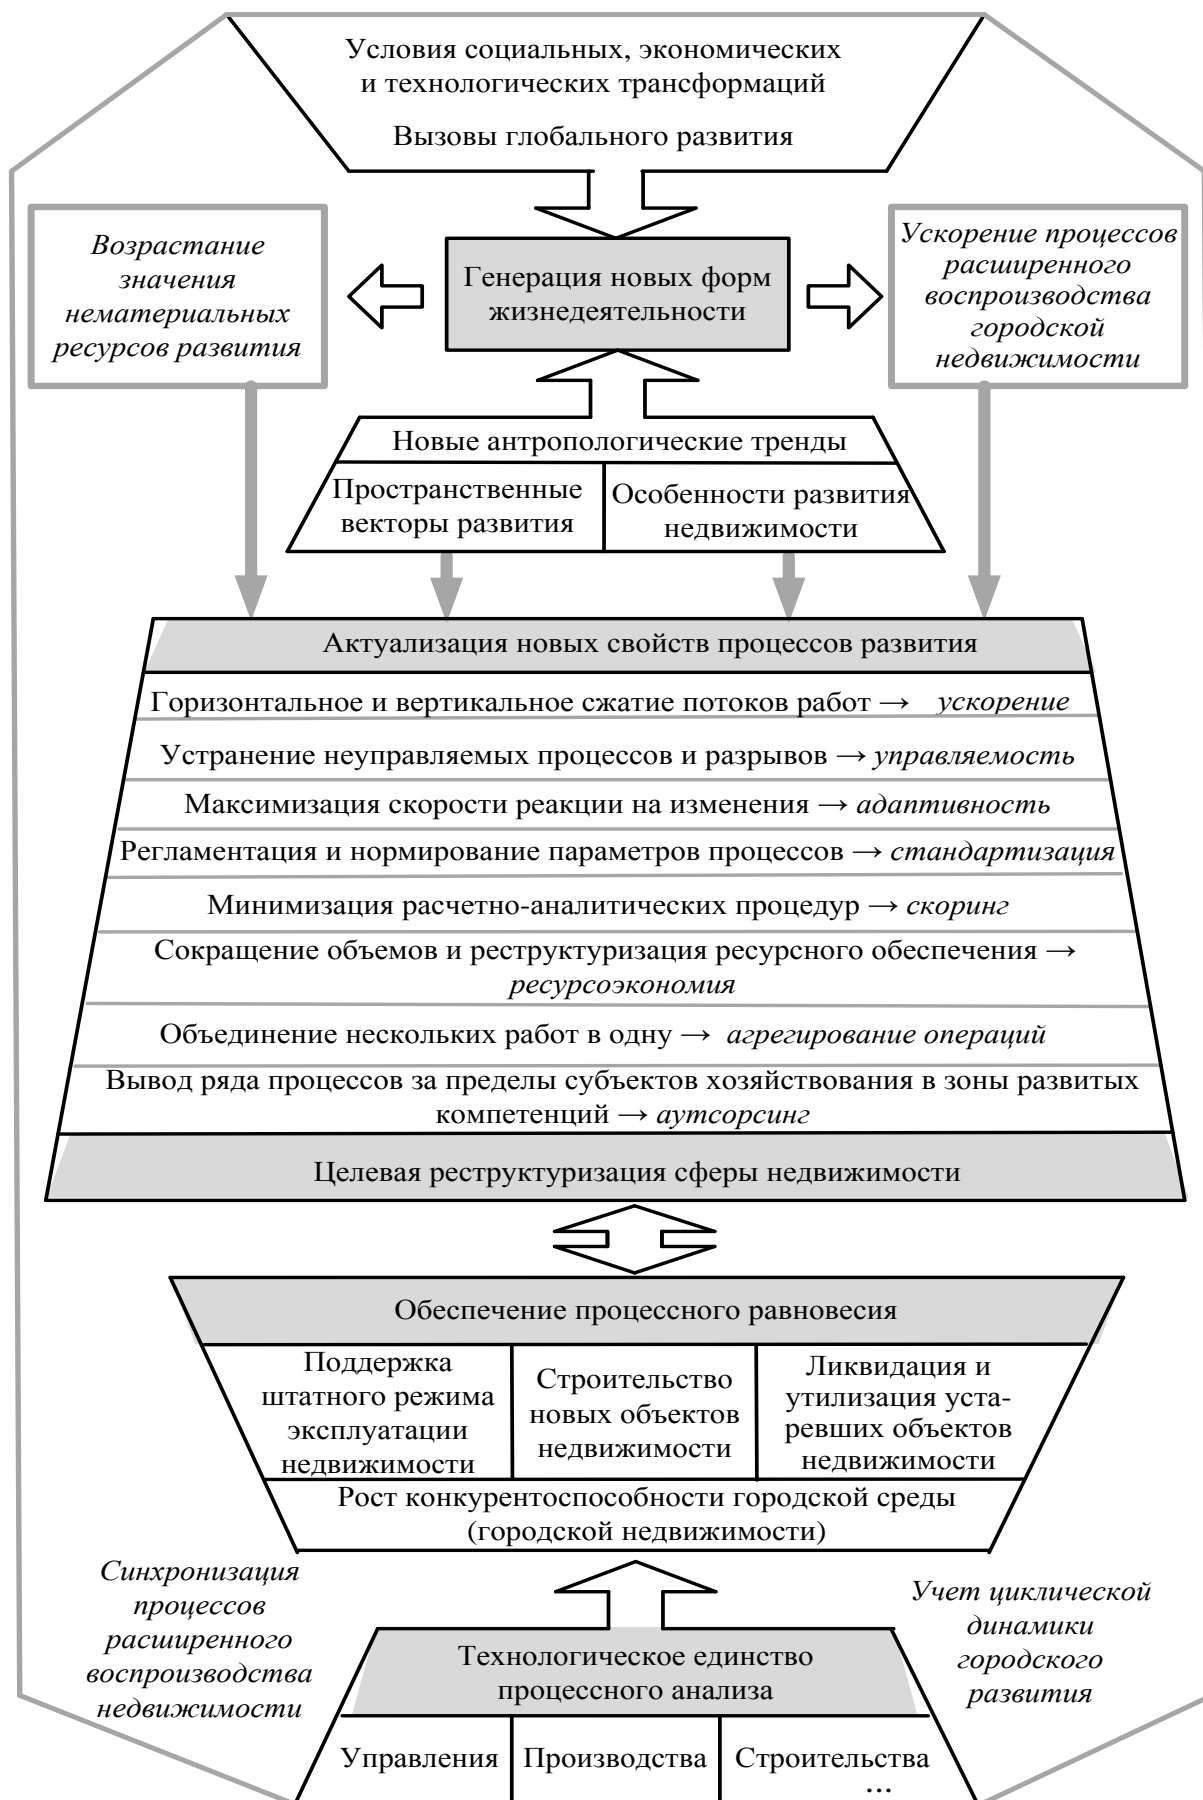 Условия социальных, экономических
и технологических трансформаций
Вызовы глобального развития
Возрастание
значения
нематериальных
ресурсов развития
Генерация новых форм
жизнедеятельности
Ускорение процессов
расширенного
воспроизводства
городской
недвижимости
Новые антропологические тренды
Пространственные
векторы развития
Особенности развития
недвижимости
Актуализация новых свойств процессов развития
Горизонтальное и вертикальное сжатие потоков работ → ускорение
Устранение неуправляемых процессов и разрывов → управляемость
Максимизация скорости реакции на изменения → адаптивность
Регламентация и нормирование параметров процессов → стандартизация
Минимизация расчетно-аналитических процедур → скоринг
Сокращение объемов и реструктуризация ресурсного обеспечения →
ресурсоэкономия
Объединение нескольких работ в одну → агрегирование операций
Вывод ряда процессов за пределы субъектов хозяйствования в зоны развитых
компетенций → аутсорсинг
Целевая реструктуризация сферы недвижимости
Обеспечение процессного равновесия
Поддержка
штатного режима
эксплуатации
недвижимости
Строительство
новых объектов
недвижимости
Ликвидация и
утилизация уста-
ревших объектов
недвижимости
Рост конкурентоспособности городской среды
(городской недвижимости)
Синхронизация
процессов
расширенного
воспроизводства
недвижимости
Учет циклической
динамики
городского
развития
Технологическое единство
процессного анализа
Управления
Производства
Строительства
...